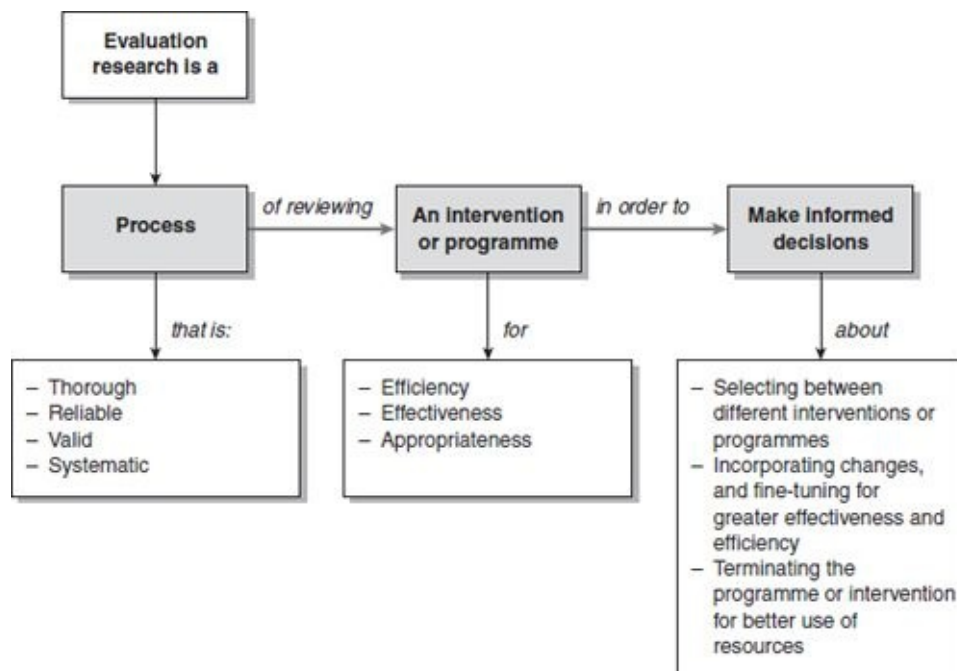 Evaluation
research is a
Process
of reviewing
An intervention
or programme
in order to
Make informed
decisions
that is:
for
about
– Thorough
– Reliable
– Valid
– Systematic
– Efficiency
– Effectiveness
– Appropriateness
– Selecting between
different interventions or
programmes
– Incorporating changes,
and fine-tuning for
greater effectiveness and
efficiency
– Terminating the
programme or intervention
for better use of
resources